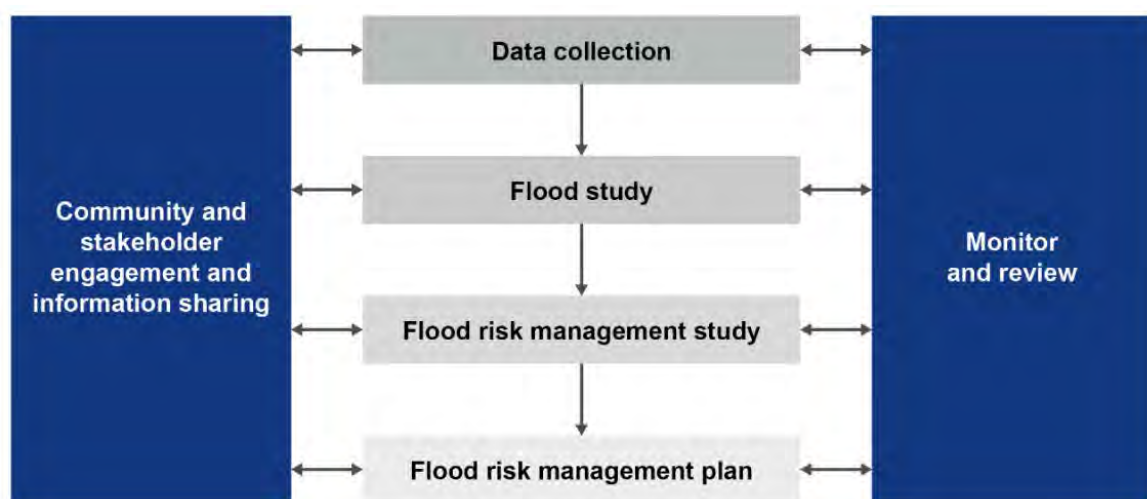 Data collection
Flood study
Community and
stakeholder
engagement and
information sharing
Monitor
and review
Flood risk management study
Flood risk management plan